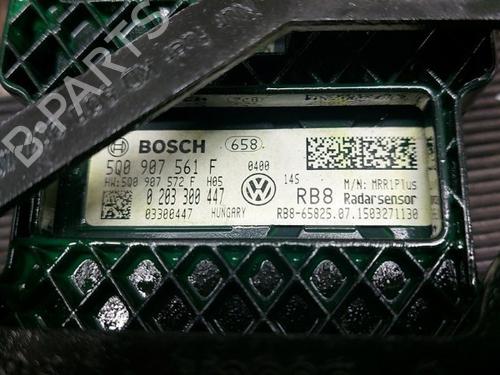 BOSCH 658
5Q0 907 561 F 0400
HW:5Q0 907 572 F H05 14S M/N: MRR1Plus
0 203 300 447 RB8 Radarsensor
03300447 HUNGARY RB8-65825.07.1503271130
B-PARTS